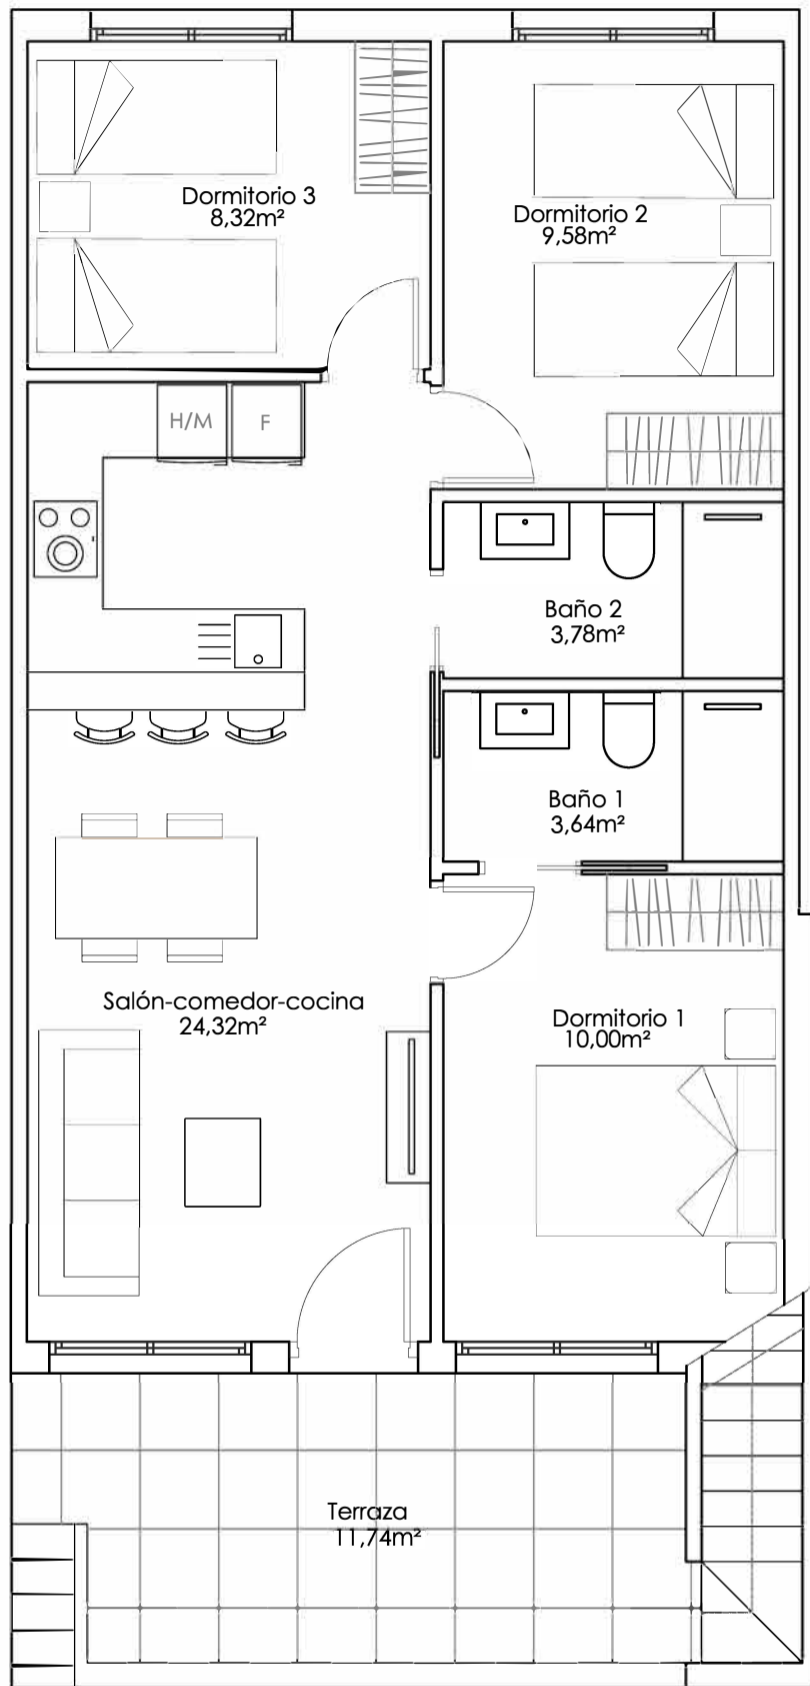 Dormitorio 3
8,32m²
Dormitorio 2
9,58m²
H/M
F
Baño 2
3,78m²
Baño 1
3,64m²
Salón-comedor-cocina
24,32m²
Dormitorio 1
10,00m²
Terraza
11,74m²